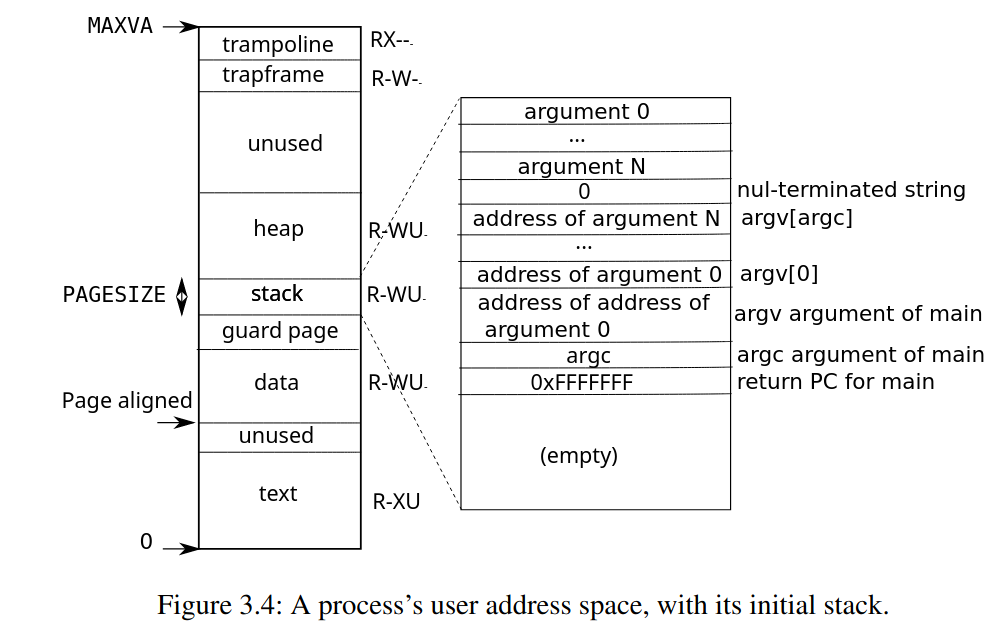 MAXVA
trampoline RX--
trapframe R-W-
unused
heap R-WU
PAGESIZE stack R-WU
guard page
data R-WU
Page aligned
unused
text R-XU
0
argument 0
...
argument N
0 nul-terminated string
address of argument N argv[argc]
...
address of argument 0 argv[0]
address of address of
argument 0 argv argument of main
argc argc argument of main
0xFFFFFFF return PC for main
(empty)
Figure 3.4: A process's user address space, with its initial stack.